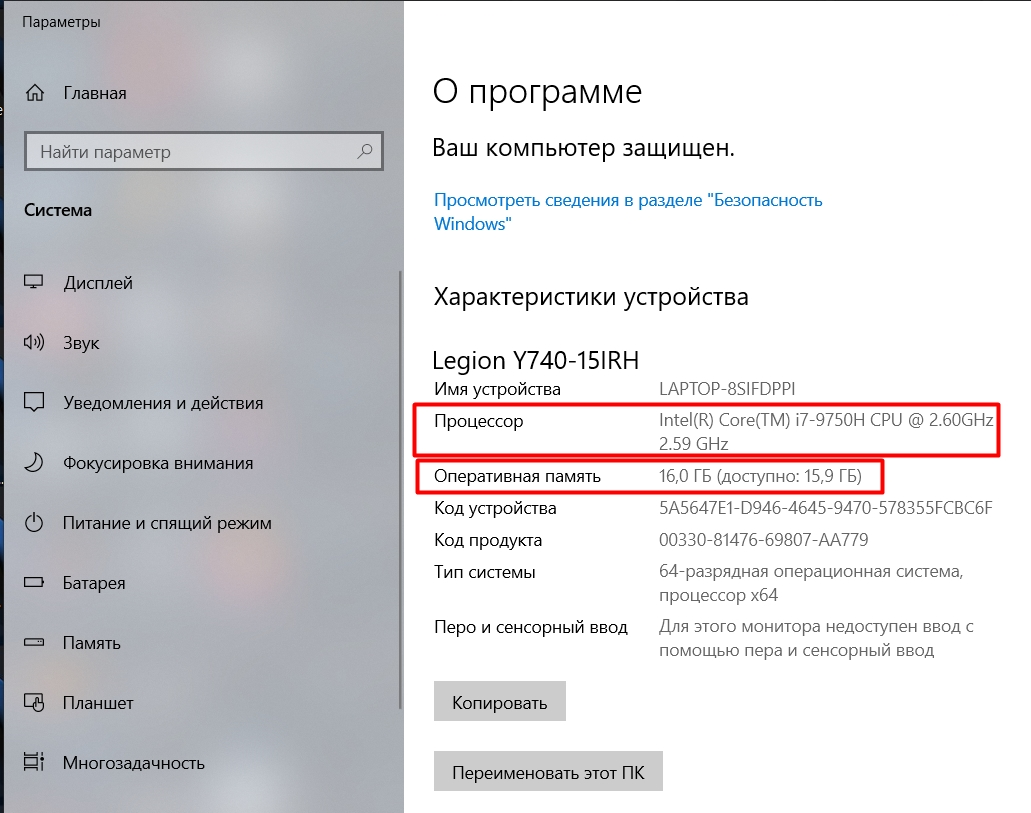 Параметры
Главная
Найти параметр
Система
Дисплей
Звук
Уведомления и действия
Фокусировка внимания
Питание и спящий режим
Батарея
Память
Планшет
Многозадачность
О программе
Ваш компьютер защищен.
Просмотреть сведения в разделе "Безопасность
Windows"
Характеристики устройства
Legion Y740-15IRH
Имя устройства LAPTOP-8SIFDPPI
Процессор Intel(R) Core(TM) i7-9750H CPU @ 2.60GHz
2.59 GHz
Оперативная память 16,0 ГБ (доступно: 15,9 ГБ)
Код устройства 5A5647E1-D946-4645-9470-578355FCBC6F
Код продукта 00330-81476-69807-AA779
Тип системы 64-разрядная операционная система,
процессор x64
Перо и сенсорный ввод Для этого монитора недоступен ввод с
помощью пера и сенсорный ввод
Копировать
Переименовать этот ПК